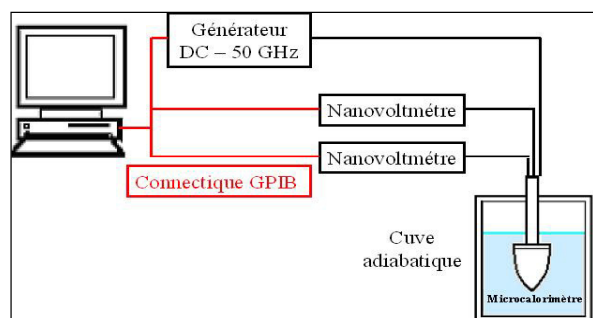 Générateur
DC – 50 GHz
Nanovoltmétre
Nanovoltmétre
Connectique GPIB
Cuve
adiabatique
Microcalorimètre